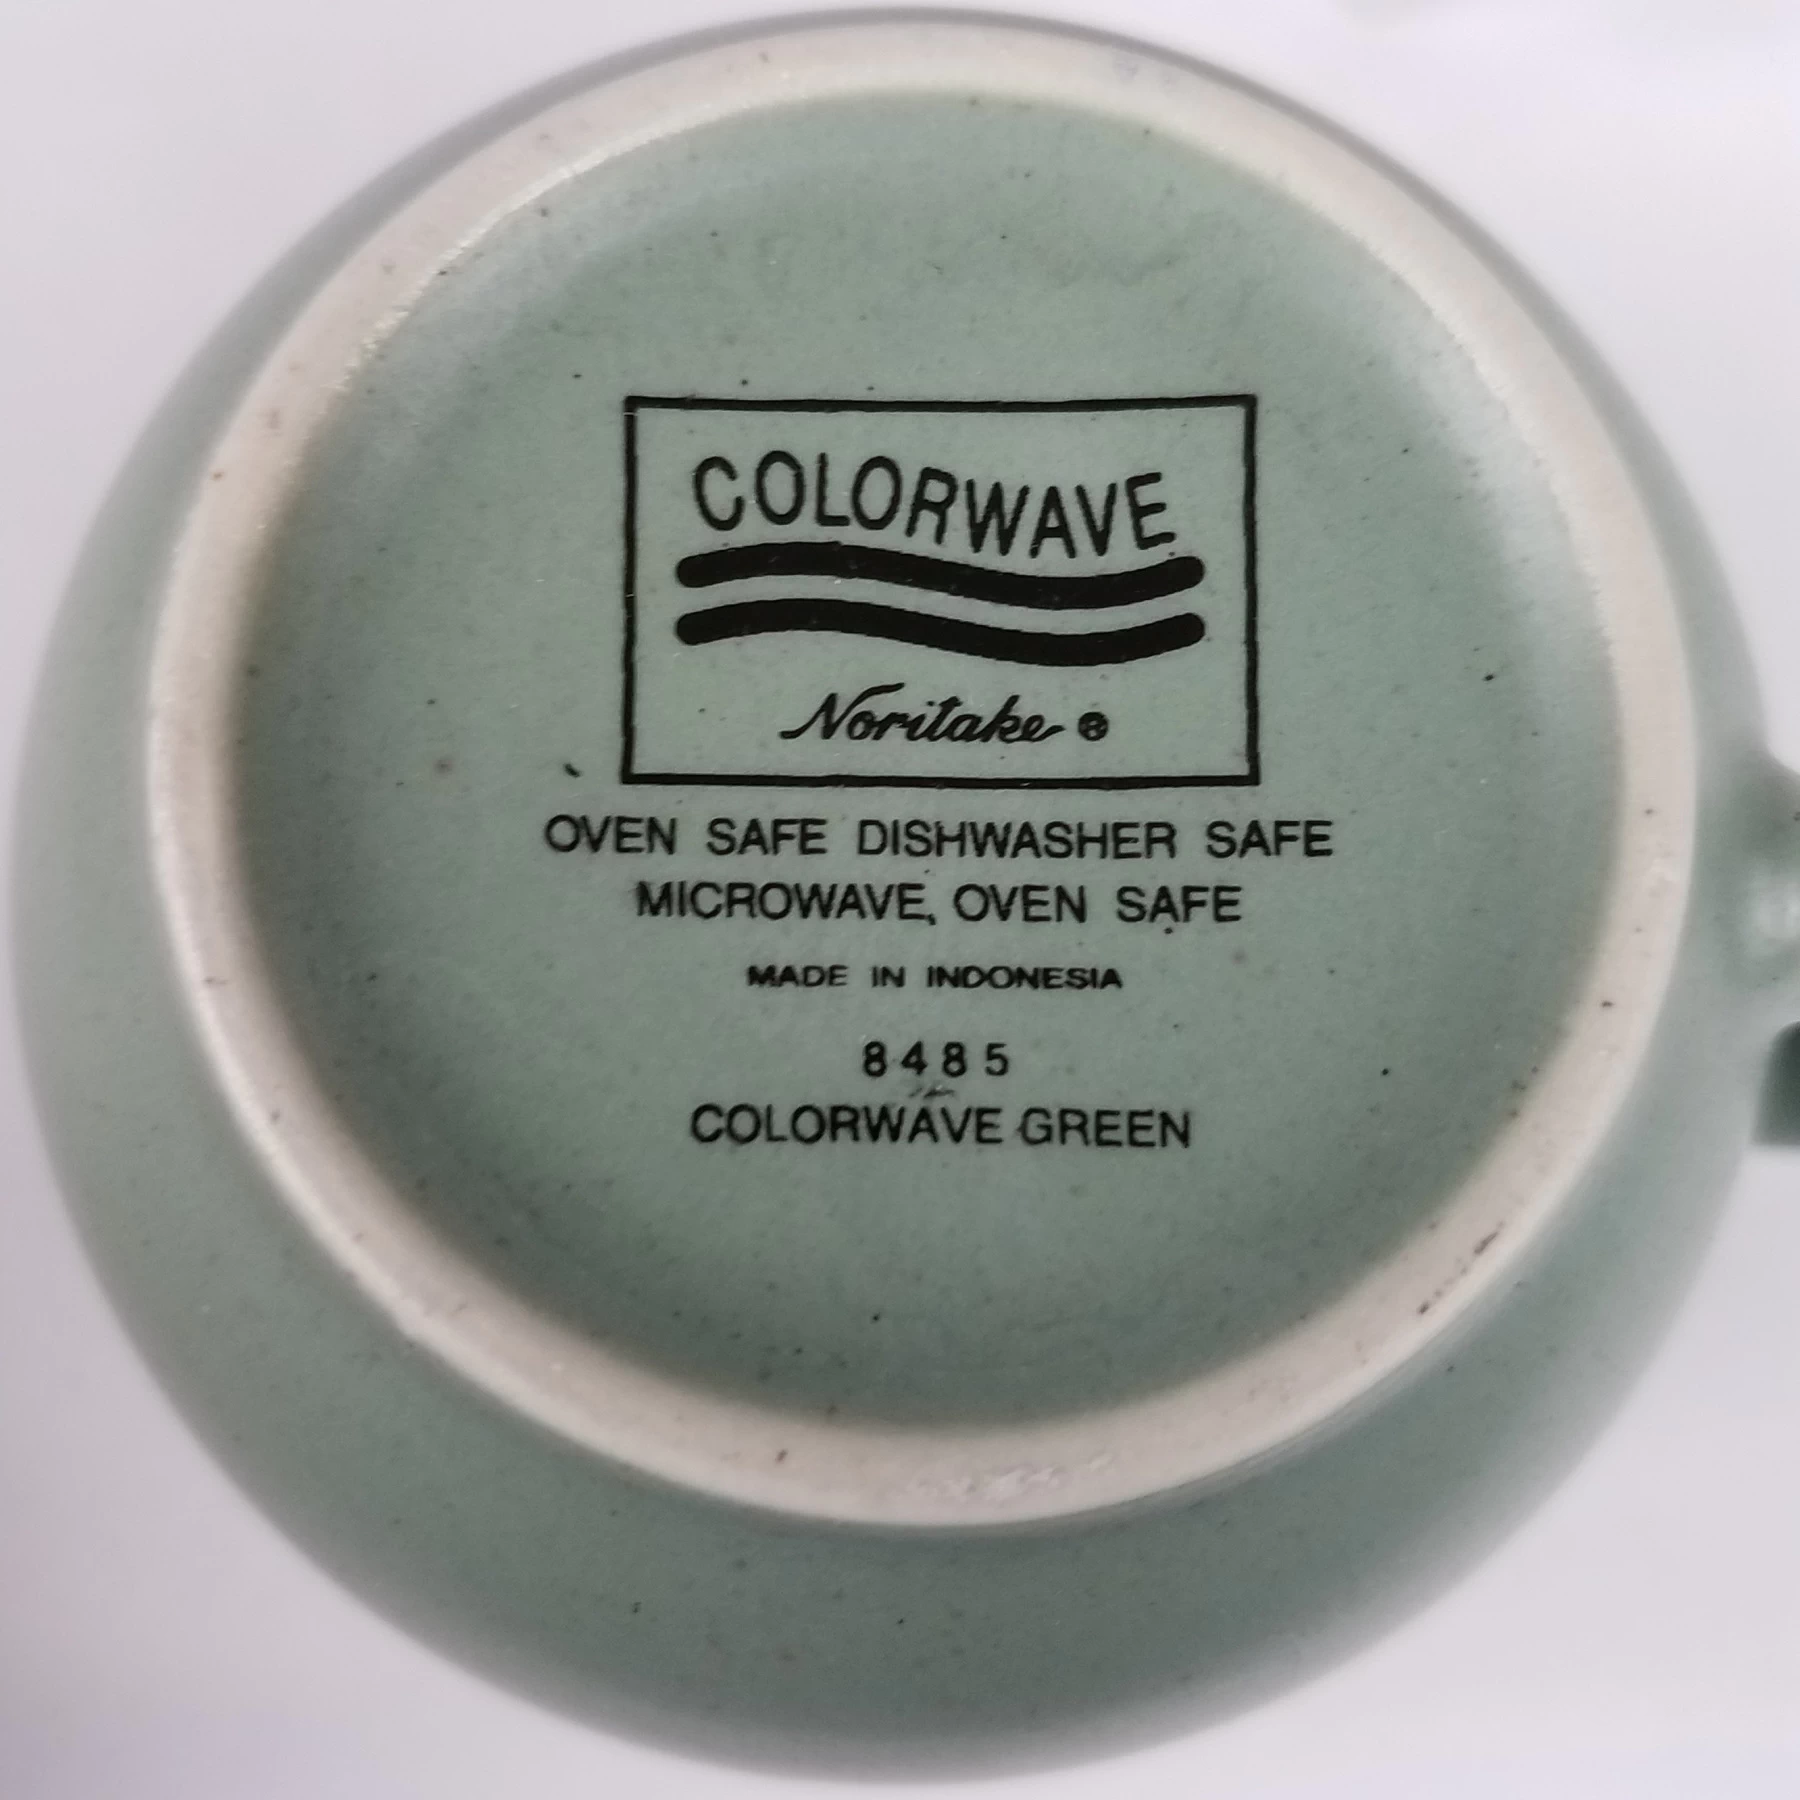 COLORWAVE
Noritake ®
OVEN SAFE DISHWASHER SAFE
MICROWAVE, OVEN SAFE
MADE IN INDONESIA
8485
COLORWAVE GREEN